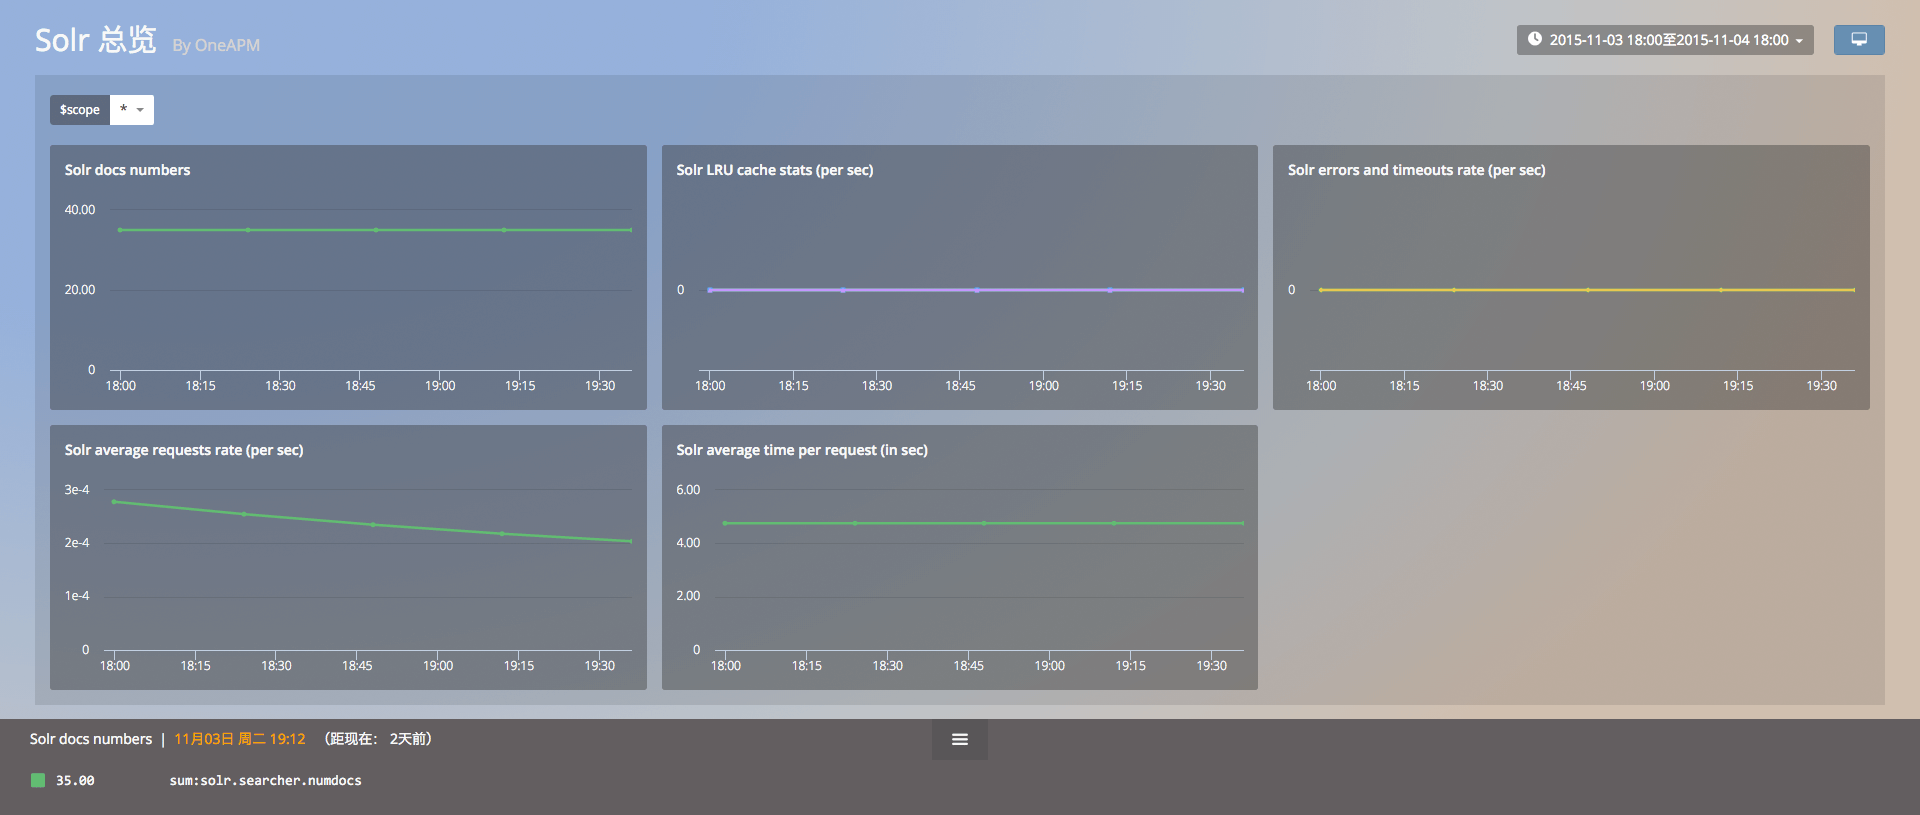 Solr 总览 By OneAPM
2015-11-03 18:00至2015-11-04 18:00
$scope *
Solr docs numbers
40.00
20.00
0
18:00 18:15 18:30 18:45 19:00 19:15 19:30
Solr LRU cache stats (per sec)
0
18:00 18:15 18:30 18:45 19:00 19:15 19:30
Solr errors and timeouts rate (per sec)
0
18:00 18:15 18:30 18:45 19:00 19:15 19:30
Solr average requests rate (per sec)
3e-4
2e-4
1e-4
0
18:00 18:15 18:30 18:45 19:00 19:15 19:30
Solr average time per request (in sec)
6.00
4.00
2.00
0
18:00 18:15 18:30 18:45 19:00 19:15 19:30
Solr docs numbers | 11月03日 周二 19:12 （距现在： 2天前）
35.00 sum:solr.searcher.numdocs